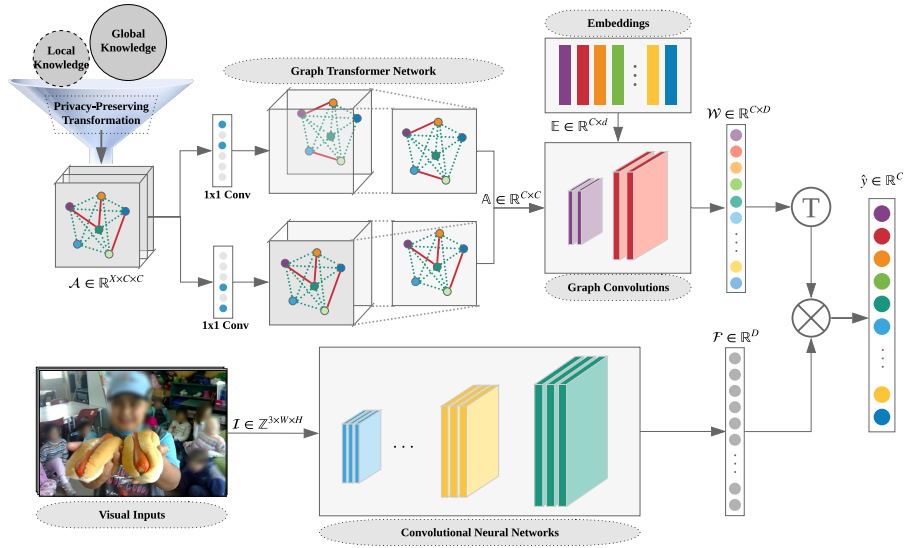 Global
Knowledge
Local
Knowledge
Privacy-Preserving
Transformation
𝒜 ∈ ℝ^{X×C×C}
Graph Transformer Network
1x1 Conv
1x1 Conv
𝔸 ∈ ℝ^{C×C}
Embeddings
𝔼 ∈ ℝ^{C×d}
Graph Convolutions
𝒲 ∈ ℝ^{C×D}
T
ŷ ∈ ℝ^C
ℱ ∈ ℝ^D
ℐ ∈ ℤ^{3×W×H}
Visual Inputs
Convolutional Neural Networks